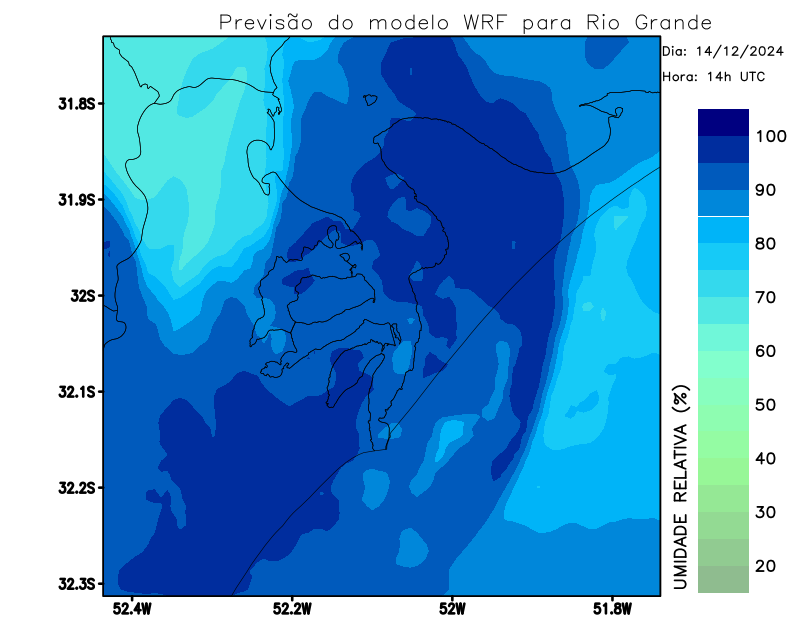 Previsão do modelo WRF para Rio Grande
Dia: 14/12/2024
Hora: 14h UTC
31.8S
31.9S
32S
32.1S
32.2S
32.3S
52.4W
52.2W
52W
51.8W
100
90
80
70
60
50
40
30
20
UMIDADE RELATIVA (%)